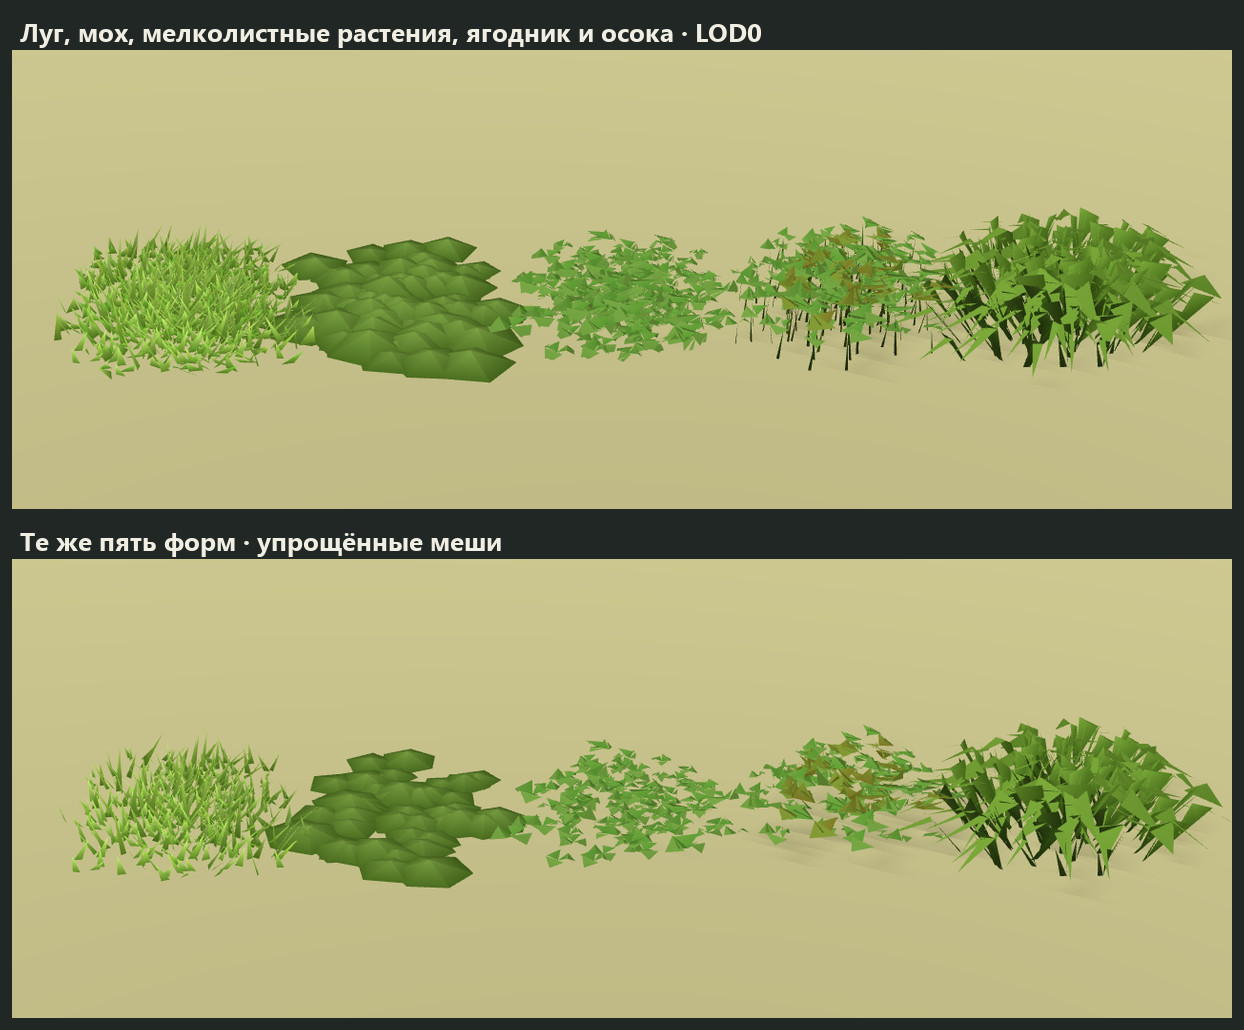 Луг, мох, мелколистные растения, ягодник и осока · LOD0
Те же пять форм · упрощённые меши